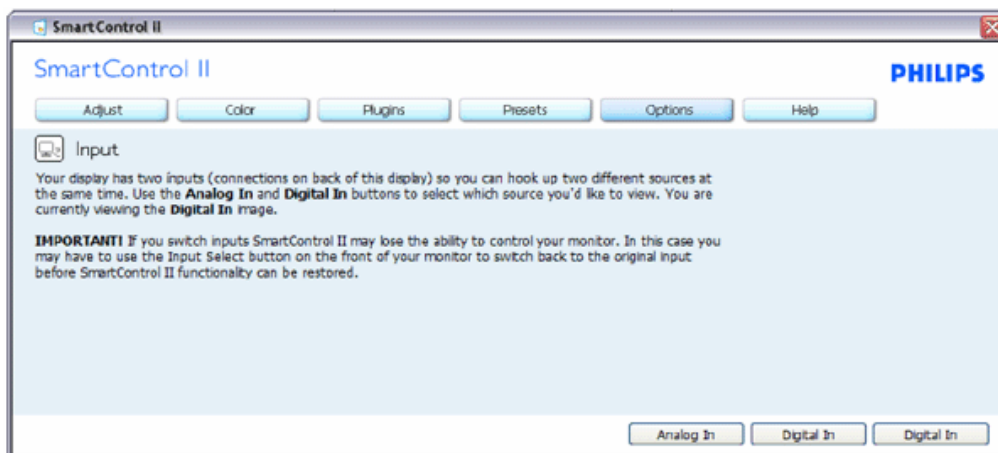 SmartControl II
SmartControl II
PHILIPS
Adjust Color Plugins Presets Options Help
Input
Your display has two inputs (connections on back of this display) so you can hook up two different sources at
the same time. Use the Analog In and Digital In buttons to select which source you'd like to view. You are
currently viewing the Digital In image.
IMPORTANT! If you switch inputs SmartControl II may lose the ability to control your monitor. In this case you
may have to use the Input Select button on the front of your monitor to switch back to the original input
before SmartControl II functionality can be restored.
Analog In Digital In Digital In